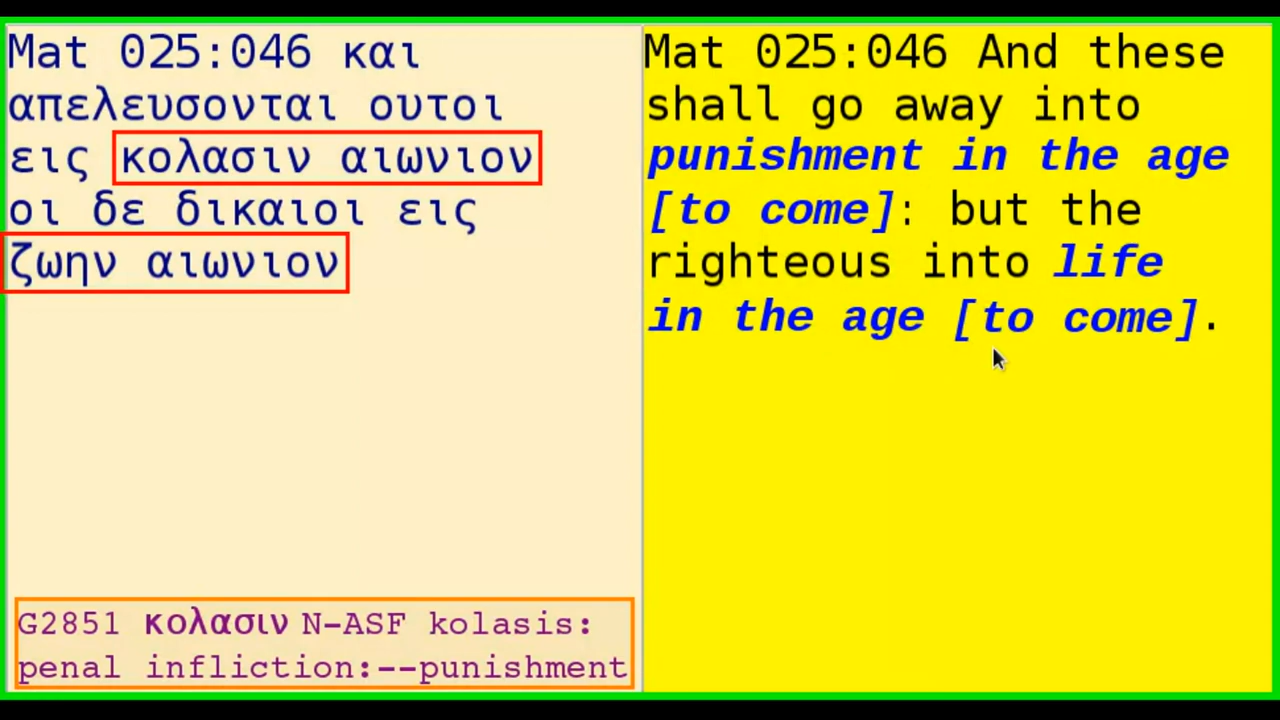 Mat 025:046 και
απελευσονται ουτοι
εις κολασιν αιωνιον
οι δε δικαιοι εις
ζωην αιωνιον
G2851 κολασιν N-ASF kolasis:
penal infliction:--punishment
Mat 025:046 And these
shall go away into
punishment in the age
[to come]: but the
righteous into life
in the age [to come].